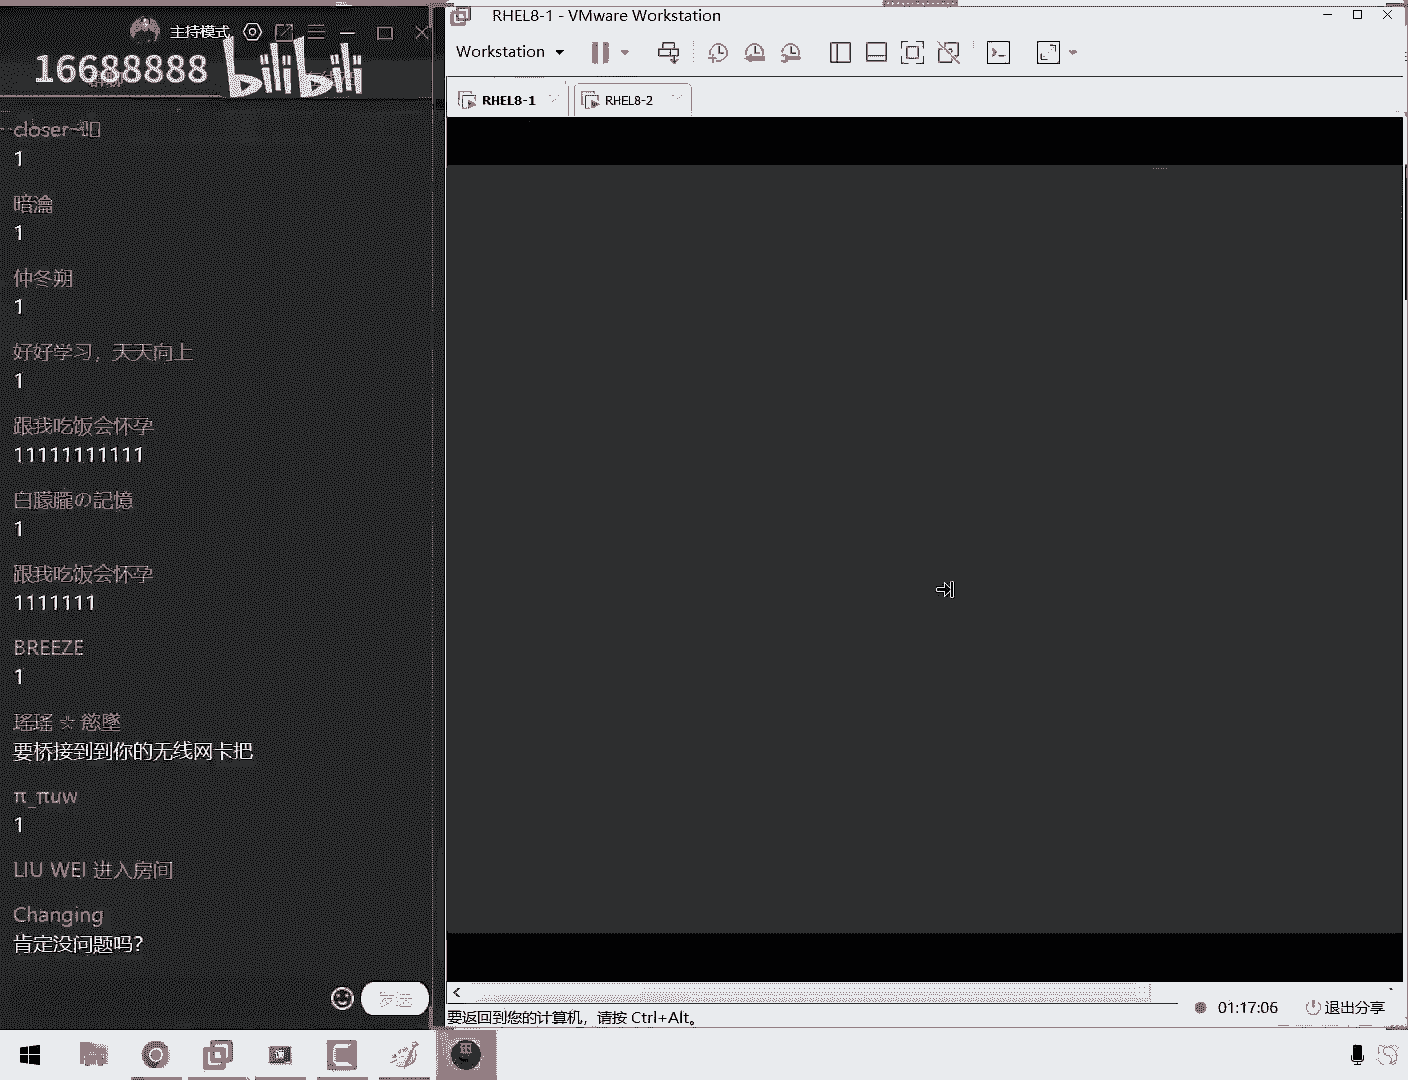 主持模式
16688888 bilibili
closer
1
暗瀹
1
仲冬朔
1
好好学习，天天向上
1
跟我吃饭会怀孕
11111111111
白朦朧の記憶
1
跟我吃饭会怀孕
1111111
BREEZE
1
瑶瑶 ☆ 慾墜
要桥接到到你的无线网卡把
π_πuw
1
LIU WEI 进入房间
Changing
肯定没问题吗？
发送
RHEL8-1 - VMware Workstation
Workstation
RHEL8-1
RHEL8-2
01:17:06 退出分享
要返回到您的计算机，请按 Ctrl+Alt。